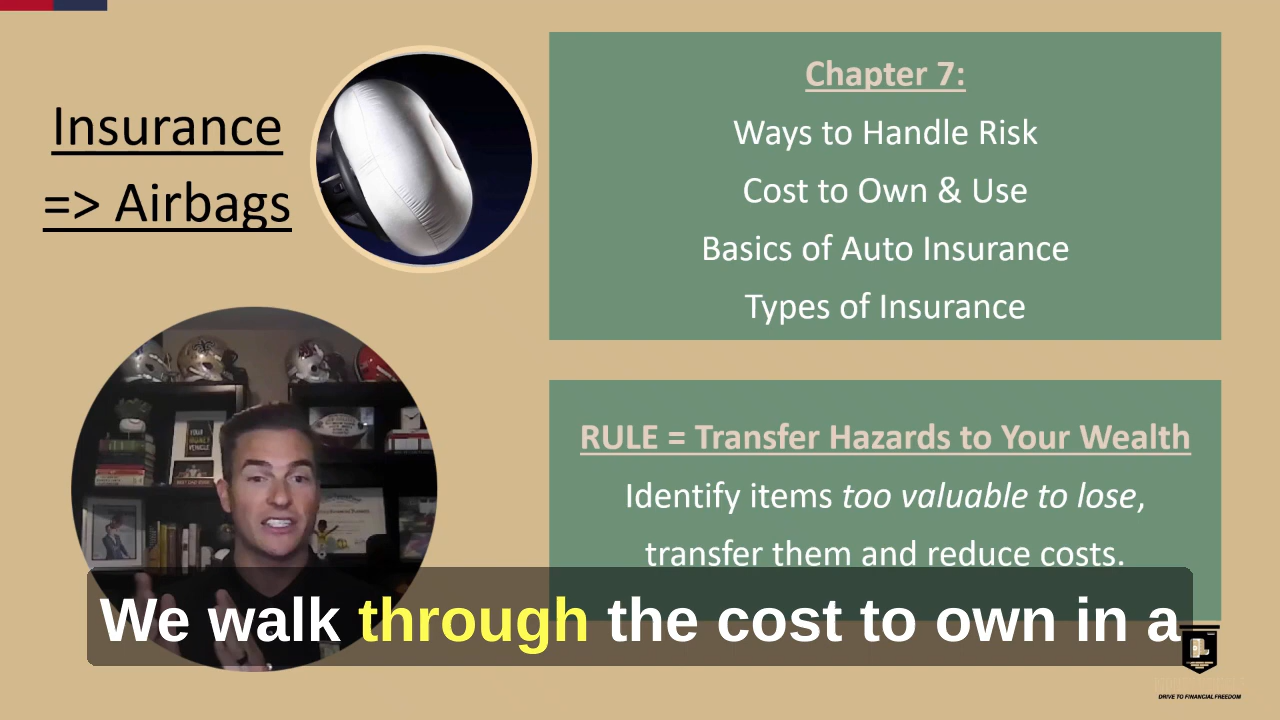 Insurance
=> Airbags
Chapter 7:
Ways to Handle Risk
Cost to Own & Use
Basics of Auto Insurance
Types of Insurance
RULE = Transfer Hazards to Your Wealth
Identify items too valuable to lose,
transfer them and reduce costs.
We walk through the cost to own in a
DRIVE TO FINANCIAL FREEDOM